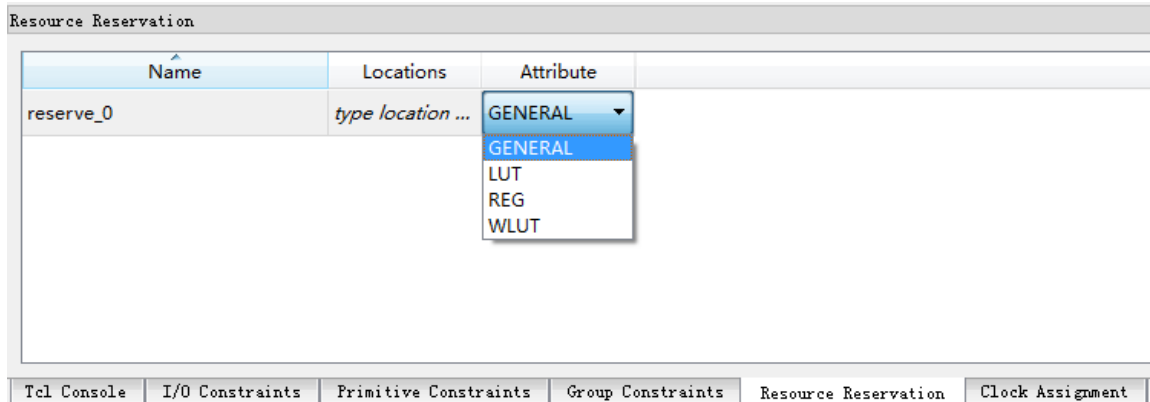 Resource Reservation
Name Locations Attribute
reserve_0 type location ... GENERAL
GENERAL
LUT
REG
WLUT
Tcl Console I/O Constraints Primitive Constraints Group Constraints Resource Reservation Clock Assignment